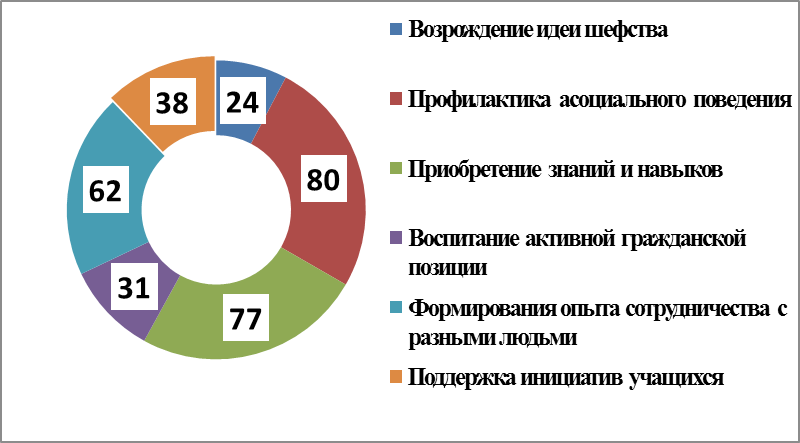 Возрождение идеи шефства
Профилактика асоциального поведения
Приобретение знаний и навыков
Воспитание активной гражданской
позиции
Формирования опыта сотрудничества с
разными людьми
Поддержка инициатив учащихся
24
80
77
31
62
38